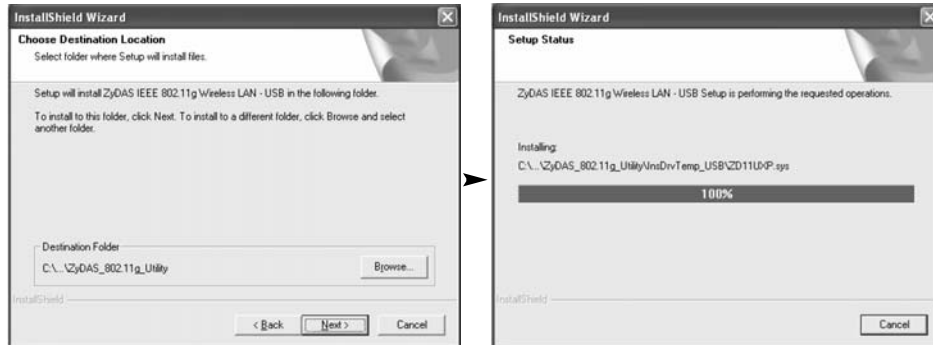 InstallShield Wizard
Choose Destination Location
Select folder where Setup will install files.
Setup will install ZyDAS IEEE 802.11g Wireless LAN - USB in the following folder.
To install to this folder, click Next. To install to a different folder, click Browse and select
another folder.
Destination Folder
C:\...\ZyDAS_802.11g_Utility
Browse...
InstallShield
< Back
Next >
Cancel
InstallShield Wizard
Setup Status
ZyDAS IEEE 802.11g Wireless LAN - USB Setup is performing the requested operations.
Installing:
C:\...\ZyDAS_802.11g_Utility\InsDrvTemp_USB\ZD11UXP.sys
100%
InstallShield
Cancel